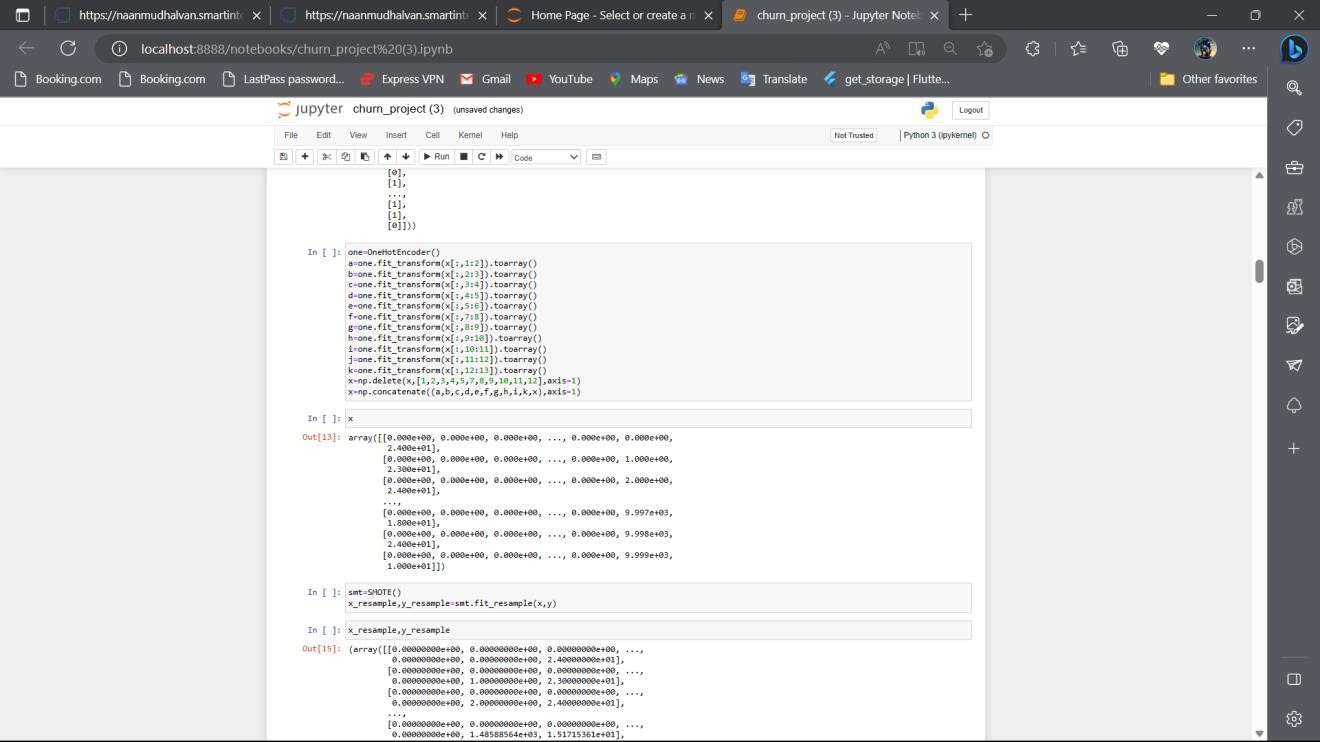 https://naanmudhalvan.smartinte
https://naanmudhalvan.smartinte
Home Page - Select or create a n
churn_project (3) - Jupyter Noteb
localhost:8888/notebooks/churn_project%20(3).ipynb
Booking.com
Booking.com
LastPass password...
Express VPN
Gmail
YouTube
Maps
News
Translate
get_storage | Flutte...
Other favorites
jupyter churn_project (3) (unsaved changes)
Logout
File Edit View Insert Cell Kernel Help
Not Trusted
Python 3 (ipykernel)
Run
Code
[0],
[1],
...,
[1],
[1],
[0]]))
In [ ]: one=OneHotEncoder()
a=one.fit_transform(x[:,1:2]).toarray()
b=one.fit_transform(x[:,2:3]).toarray()
c=one.fit_transform(x[:,3:4]).toarray()
d=one.fit_transform(x[:,4:5]).toarray()
e=one.fit_transform(x[:,5:6]).toarray()
f=one.fit_transform(x[:,7:8]).toarray()
g=one.fit_transform(x[:,8:9]).toarray()
h=one.fit_transform(x[:,9:10]).toarray()
i=one.fit_transform(x[:,10:11]).toarray()
j=one.fit_transform(x[:,11:12]).toarray()
k=one.fit_transform(x[:,12:13]).toarray()
x=np.delete(x,[1,2,3,4,5,7,8,9,10,11,12],axis=1)
x=np.concatenate((a,b,c,d,e,f,g,h,i,k,x),axis=1)
In [ ]: x
Out[13]: array([[0.000e+00, 0.000e+00, 0.000e+00, ..., 0.000e+00, 0.000e+00,
2.400e+01],
[0.000e+00, 0.000e+00, 0.000e+00, ..., 0.000e+00, 1.000e+00,
2.300e+01],
[0.000e+00, 0.000e+00, 0.000e+00, ..., 0.000e+00, 2.000e+00,
2.400e+01],
...,
[0.000e+00, 0.000e+00, 0.000e+00, ..., 0.000e+00, 9.997e+03,
1.800e+01],
[0.000e+00, 0.000e+00, 0.000e+00, ..., 0.000e+00, 9.998e+03,
2.400e+01],
[0.000e+00, 0.000e+00, 0.000e+00, ..., 0.000e+00, 9.999e+03,
1.000e+01]])
In [ ]: smt=SMOTE()
x_resample,y_resample=smt.fit_resample(x,y)
In [ ]: x_resample,y_resample
Out[15]: (array([[0.00000000e+00, 0.00000000e+00, 0.00000000e+00, ...,
0.00000000e+00, 0.00000000e+00, 2.40000000e+01],
[0.00000000e+00, 0.00000000e+00, 0.00000000e+00, ...,
0.00000000e+00, 1.00000000e+00, 2.30000000e+01],
[0.00000000e+00, 0.00000000e+00, 0.00000000e+00, ...,
0.00000000e+00, 2.00000000e+00, 2.40000000e+01],
...,
[0.00000000e+00, 0.00000000e+00, 0.00000000e+00, ...,
0.00000000e+00, 1.48588564e+03, 1.51715361e+01],